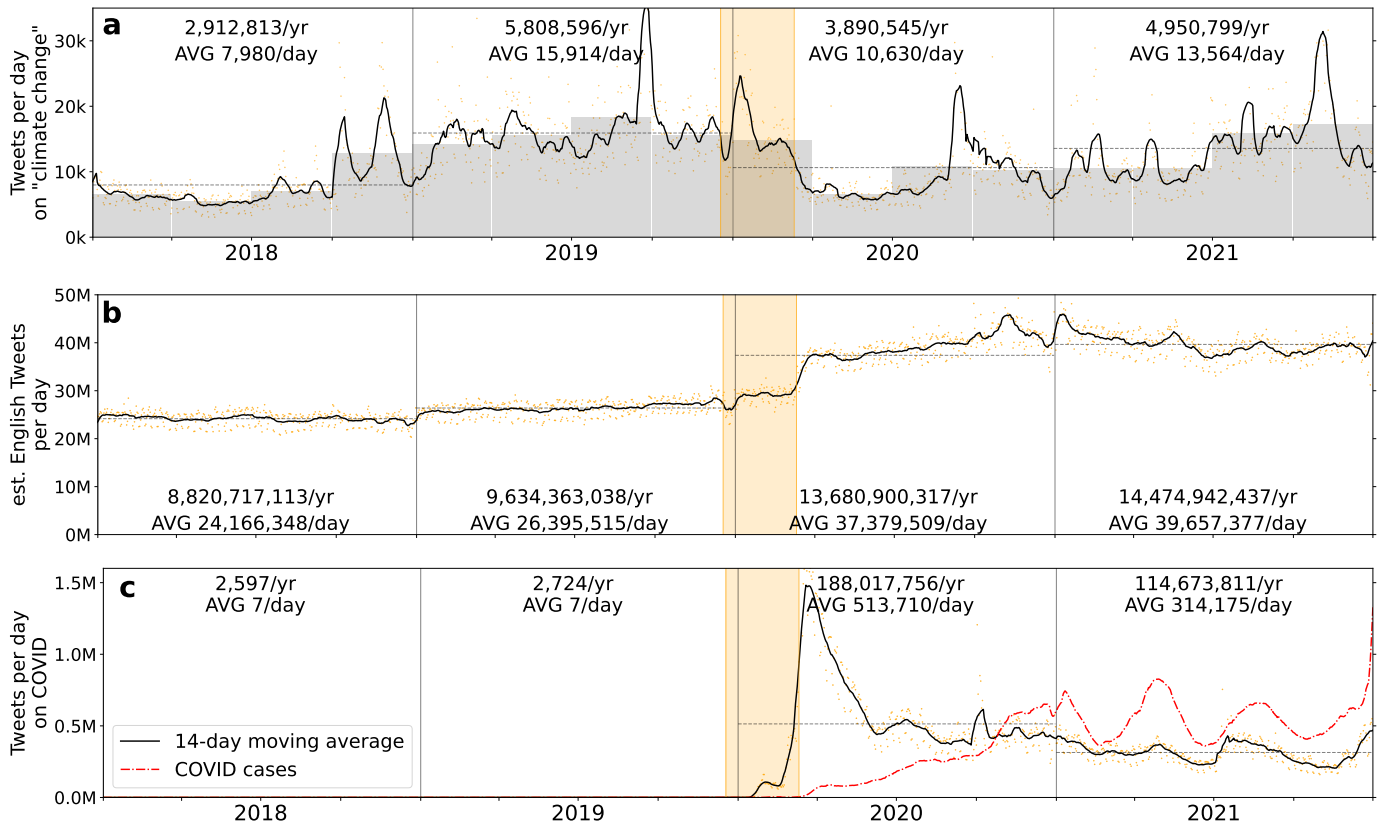 a
2,912,813/yr
AVG 7,980/day
5,808,596/yr
AVG 15,914/day
3,890,545/yr
AVG 10,630/day
4,950,799/yr
AVG 13,564/day
Tweets per day
on "climate change"
30k
20k
10k
0k
2018
2019
2020
2021
b
est. English Tweets
per day
50M
40M
30M
20M
10M
0M
8,820,717,113/yr
AVG 24,166,348/day
9,634,363,038/yr
AVG 26,395,515/day
13,680,900,317/yr
AVG 37,379,509/day
14,474,942,437/yr
AVG 39,657,377/day
c
2,597/yr
AVG 7/day
2,724/yr
AVG 7/day
188,017,756/yr
AVG 513,710/day
114,673,811/yr
AVG 314,175/day
Tweets per day
on COVID
1.5M
1.0M
0.5M
0.0M
14-day moving average
COVID cases
2018
2019
2020
2021